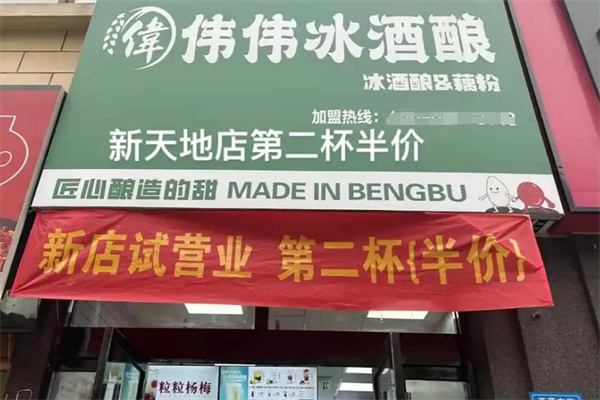 偉 伟伟冰酒酿
冰酒酿&藕粉
加盟热线:
新天地店第二杯半价
匠心酿造的甜 MADE IN BENGBU
新店试营业 第二杯{半价}
粒粒杨梅